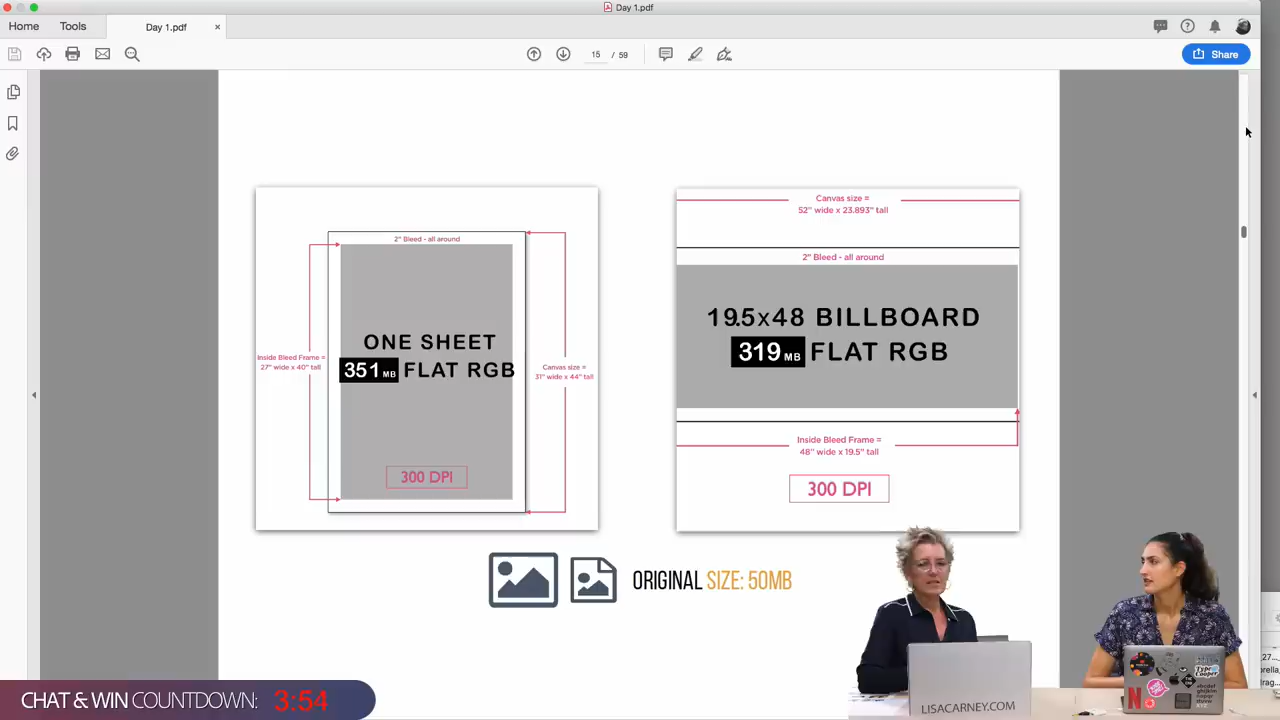 Day 1.pdf
Home
Tools
Day 1.pdf
×
15 / 59
Share
2" Bleed - all around
ONE SHEET
351 MB FLAT RGB
300 DPI
Inside Bleed Frame =
27" wide x 40" tall
Canvas size =
31" wide x 44" tall
Canvas size =
52" wide x 23,893" tall
2" Bleed - all around
19.5x48 BILLBOARD
319 MB FLAT RGB
Inside Bleed Frame =
48" wide x 19.5" tall
300 DPI
ORIGINAL SIZE: 50MB
LISACARNEY.COM
N
Type
Cooper
CHAT & WIN COUNTDOWN: 3:54